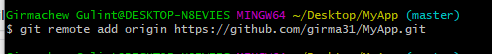 Girmachew Gulint@DESKTOP-N8EVIES MINGW64 ~/Desktop/MyApp (master)
$ git remote add origin https://github.com/girma31/MyApp.git